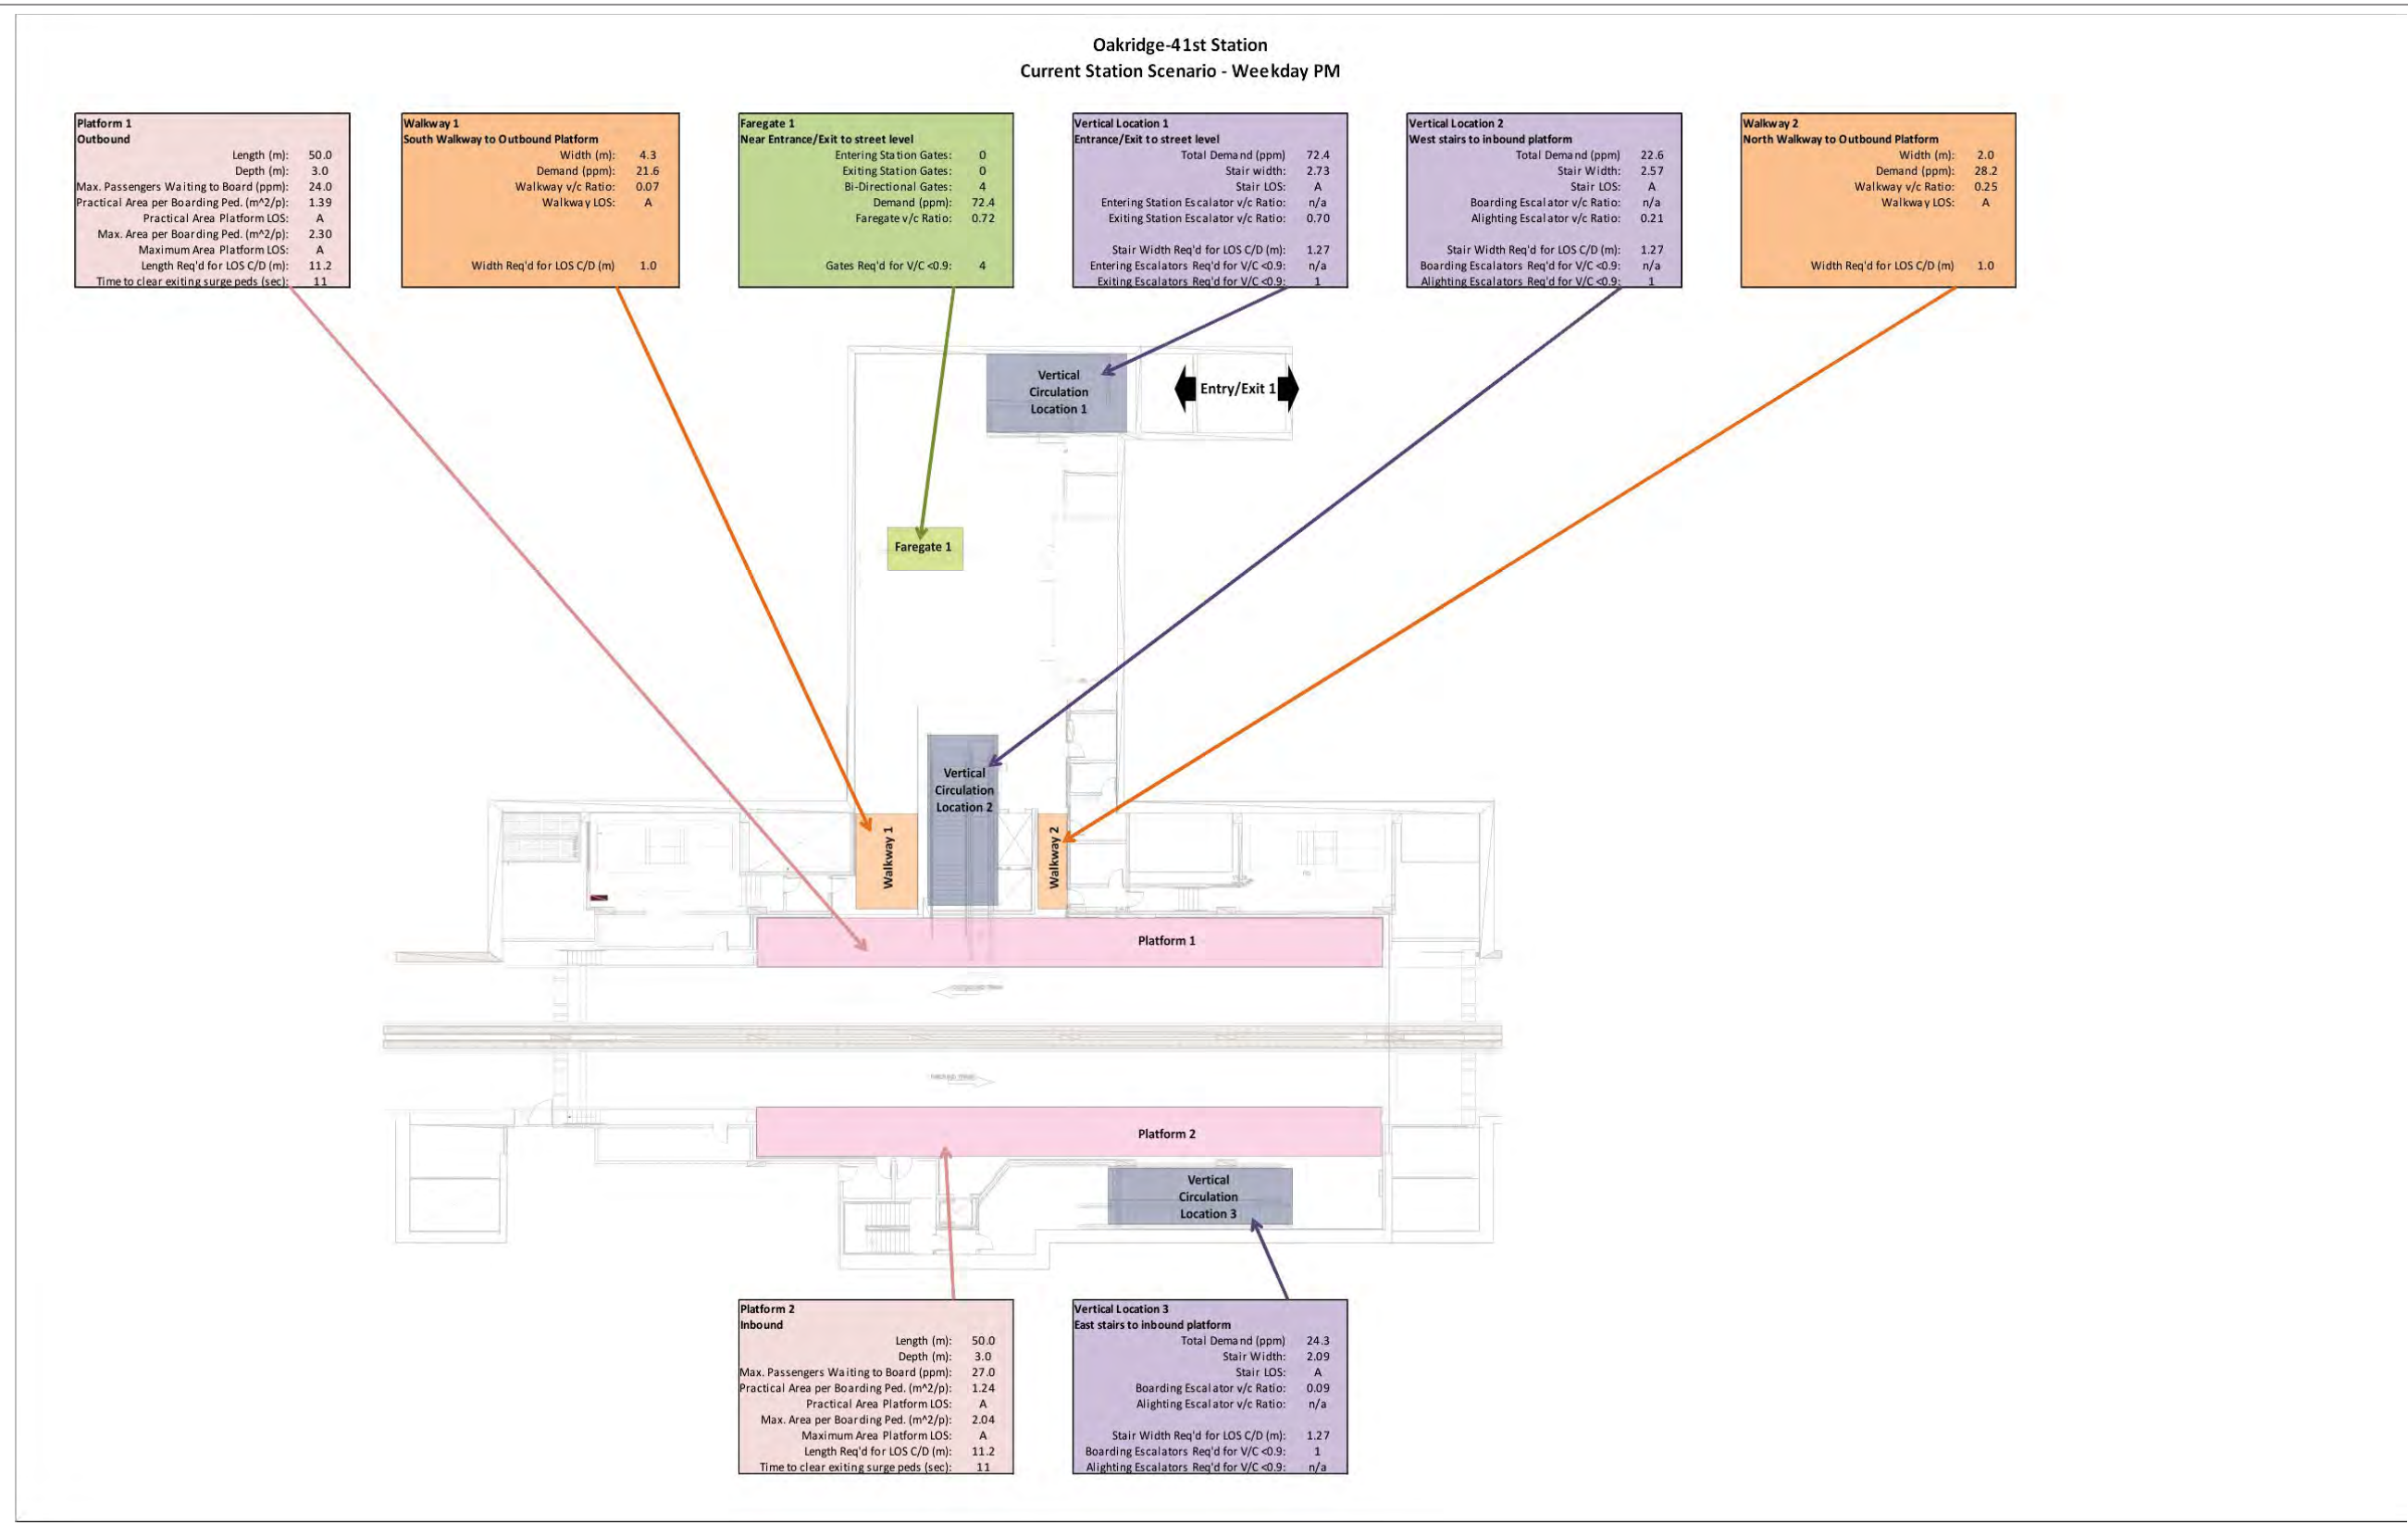 Oakridge-41st Station
Current Station Scenario - Weekday PM
Platform 1
Outbound
Length (m): 50.0
Depth (m): 3.0
Max. Passengers Waiting to Board (ppm): 24.0
Practical Area per Boarding Ped. (m^2/p): 1.39
Practical Area Platform LOS: A
Max. Area per Boarding Ped. (m^2/p): 2.30
Maximum Area Platform LOS: A
Length Req'd for LOS C/D (m): 11.2
Time to clear exiting surge peds (sec): 11
Walkway 1
South Walkway to Outbound Platform
Width (m): 4.3
Demand (ppm): 21.6
Walkway v/c Ratio: 0.07
Walkway LOS: A
Width Req'd for LOS C/D (m) 1.0
Faregate 1
Near Entrance/Exit to street level
Entering Station Gates: 0
Exiting Station Gates: 0
Bi-Directional Gates: 4
Demand (ppm): 72.4
Faregate v/c Ratio: 0.72
Gates Req'd for V/C <0.9: 4
Vertical Location 1
Entrance/Exit to street level
Total Demand (ppm) 72.4
Stair width: 2.73
Stair LOS: A
Entering Station Escalator v/c Ratio: n/a
Exiting Station Escalator v/c Ratio: 0.70
Stair Width Req'd for LOS C/D (m): 1.27
Entering Escalators Req'd for V/C <0.9: n/a
Exiting Escalators Req'd for V/C <0.9: 1
Vertical Location 2
West stairs to inbound platform
Total Demand (ppm) 22.6
Stair Width: 2.57
Stair LOS: A
Boarding Escalator v/c Ratio: n/a
Alighting Escalator v/c Ratio: 0.21
Stair Width Req'd for LOS C/D (m): 1.27
Boarding Escalators Req'd for V/C <0.9: n/a
Alighting Escalators Req'd for V/C <0.9: 1
Walkway 2
North Walkway to Outbound Platform
Width (m): 2.0
Demand (ppm): 28.2
Walkway v/c Ratio: 0.25
Walkway LOS: A
Width Req'd for LOS C/D (m) 1.0
Vertical
Circulation
Location 1
Entry/Exit 1
Faregate 1
Vertical
Circulation
Location 2
Walkway 1
Walkway 2
Platform 1
Platform 2
Vertical
Circulation
Location 3
Platform 2
Inbound
Length (m): 50.0
Depth (m): 3.0
Max. Passengers Waiting to Board (ppm): 27.0
Practical Area per Boarding Ped. (m^2/p): 1.24
Practical Area Platform LOS: A
Max. Area per Boarding Ped. (m^2/p): 2.04
Maximum Area Platform LOS: A
Length Req'd for LOS C/D (m): 11.2
Time to clear exiting surge peds (sec): 11
Vertical Location 3
East stairs to inbound platform
Total Demand (ppm) 24.3
Stair Width: 2.09
Stair LOS: A
Boarding Escalator v/c Ratio: 0.09
Alighting Escalator v/c Ratio: n/a
Stair Width Req'd for LOS C/D (m): 1.27
Boarding Escalators Req'd for V/C <0.9: 1
Alighting Escalators Req'd for V/C <0.9: n/a